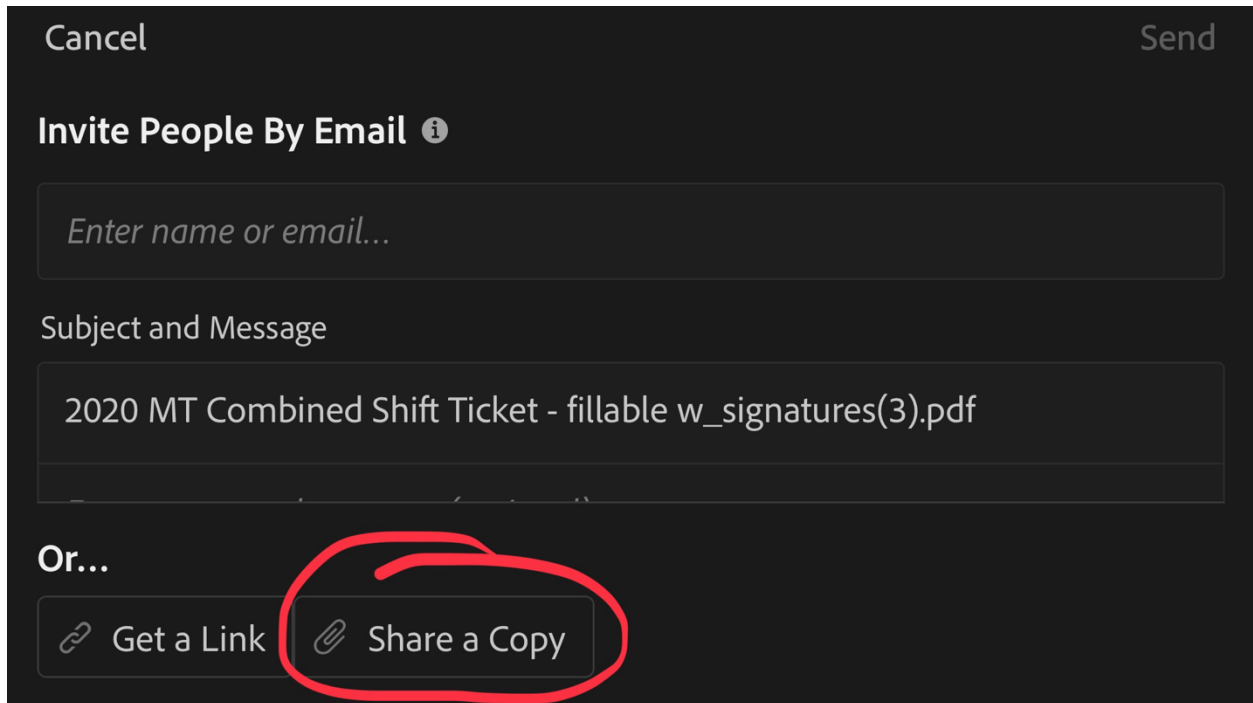 Cancel Send
Invite People By Email
Enter name or email...
Subject and Message
2020 MT Combined Shift Ticket - fillable w_signatures(3).pdf
Or...
Get a Link Share a Copy